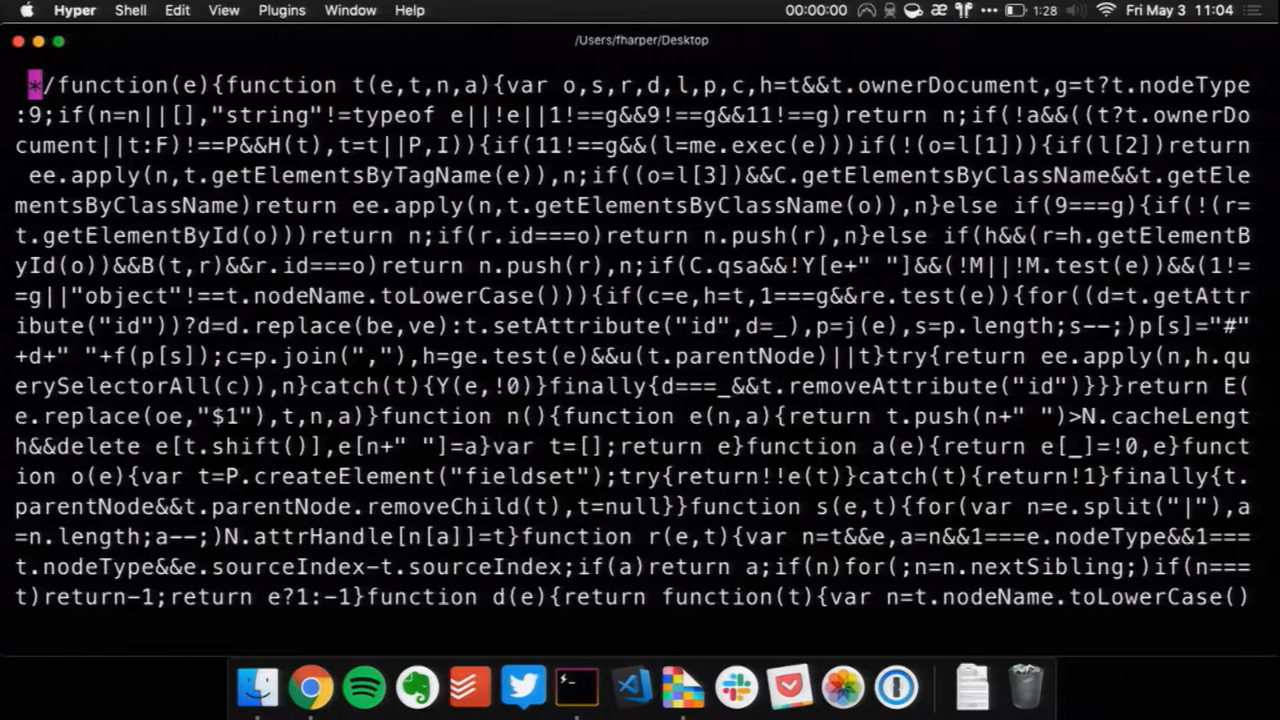 Hyper Shell Edit View Plugins Window Help 00:00:00 æ 1:28 Fri May 3 11:04
/Users/fharper/Desktop
*/function(e){function t(e,t,n,a){var o,s,r,d,l,p,c,h=t&&t.ownerDocument,g=t?t.nodeType
:9;if(n=n||[],"string"!=typeof e||!e||1!==g&&9!==g&&11!==g)return n;if(!a&&((t?t.ownerDo
cument||t:F)!==P&&H(t),t=t||P,I)){if(11!==g&&(l=me.exec(e)))if(!(o=l[1])){if(l[2])return
ee.apply(n,t.getElementsByTagName(e)),n;if((o=l[3])&&C.getElementsByClassName&&t.getEle
mentsByClassName)return ee.apply(n,t.getElementsByClassName(o)),n}else if(9===g){if(!(r=
t.getElementById(o)))return n;if(r.id===o)return n.push(r),n}else if(h&&(r=h.getElementB
yId(o))&&B(t,r)&&r.id===o)return n.push(r),n;if(C.qsa&&!Y[e+" "]&&(!M||!M.test(e))&&(1!=
=g||"object"!==t.nodeName.toLowerCase())){if(c=e,h=t,1===g&&re.test(e)){for((d=t.getAttr
ibute("id"))?d=d.replace(be,ve):t.setAttribute("id",d=_),p=j(e),s=p.length;s--;)p[s]="#"
+d+" "+f(p[s]);c=p.join(","),h=ge.test(e)&&u(t.parentNode)||t}try{return ee.apply(n,h.qu
erySelectorAll(c)),n}catch(t){Y(e,!0)}finally{d===_&&t.removeAttribute("id")}}}return E(
e.replace(oe,"$1"),t,n,a)}function n(){function e(n,a){return t.push(n+" ")>N.cacheLengt
h&&delete e[t.shift()],e[n+" "]=a}var t=[];return e}function a(e){return e[_]=!0,e}funct
ion o(e){var t=P.createElement("fieldset");try{return!!e(t)}catch(t){return!1}finally{t.
parentNode&&t.parentNode.removeChild(t),t=null}}function s(e,t){for(var n=e.split("|"),a
=n.length;a--;)N.attrHandle[n[a]]=t}function r(e,t){var n=t&&e,a=n&&1===e.nodeType&&1===
t.nodeType&&e.sourceIndex-t.sourceIndex;if(a)return a;if(n)for(;n=n.nextSibling;)if(n===
t)return-1;return e?1:-1}function d(e){return function(t){var n=t.nodeName.toLowerCase()